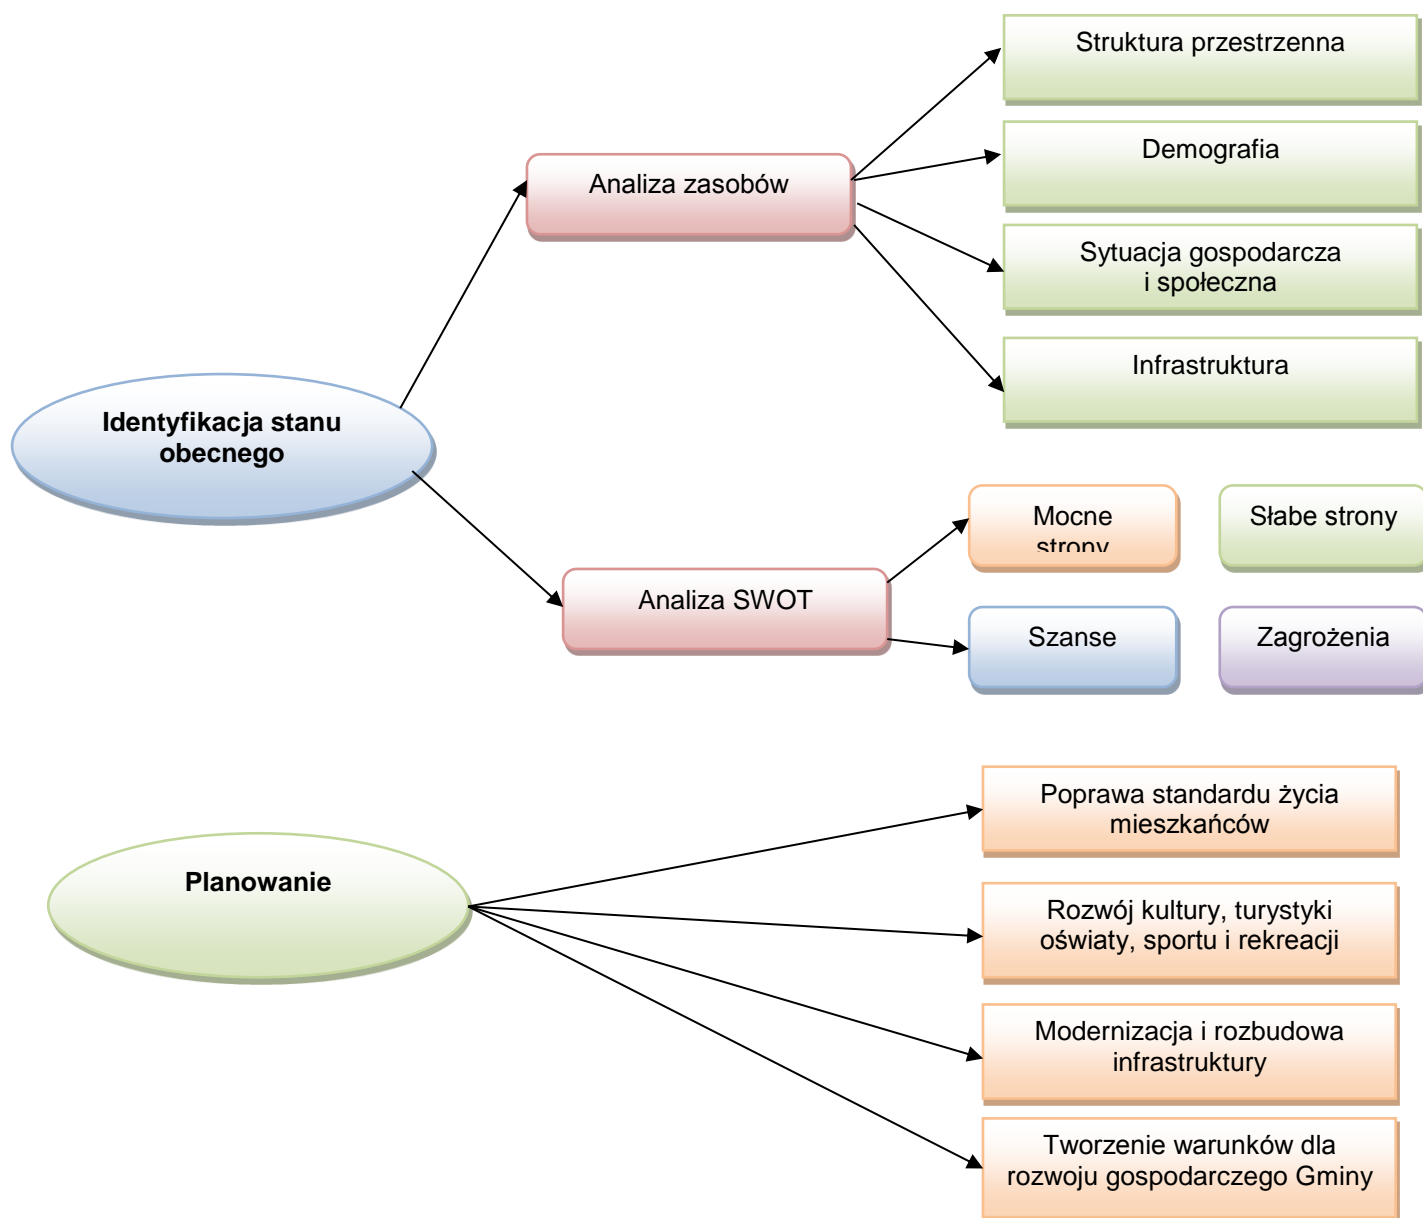 Struktura przestrzenna
Analiza zasobów
Demografia
Sytuacja gospodarcza
i społeczna
Infrastruktura
Identyfikacja stanu
obecnego
Mocne
strony
Słabe strony
Analiza SWOT
Szanse
Zagrożenia
Poprawa standardu życia
mieszkańców
Planowanie
Rozwój kultury, turystyki
oświaty, sportu i rekreacji
Modernizacja i rozbudowa
infrastruktury
Tworzenie warunków dla
rozwoju gospodarczego Gminy